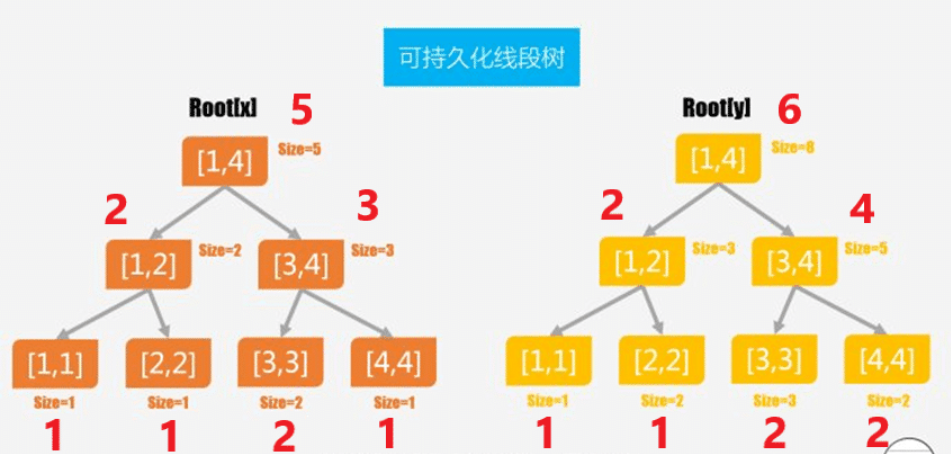 可持久化线段树
Root[x] 5 Root[y] 6
[1,4] Size=5 [1,4] Size=8
2 3 2 4
[1,2] Size=2 [3,4] Size=3 [1,2] Size=3 [3,4] Size=5
[1,1] [2,2] [3,3] [4,4] [1,1] [2,2] [3,3] [4,4]
Size=1 Size=1 Size=2 Size=1 Size=1 Size=2 Size=3 Size=2
1 1 2 1 1 1 2 2